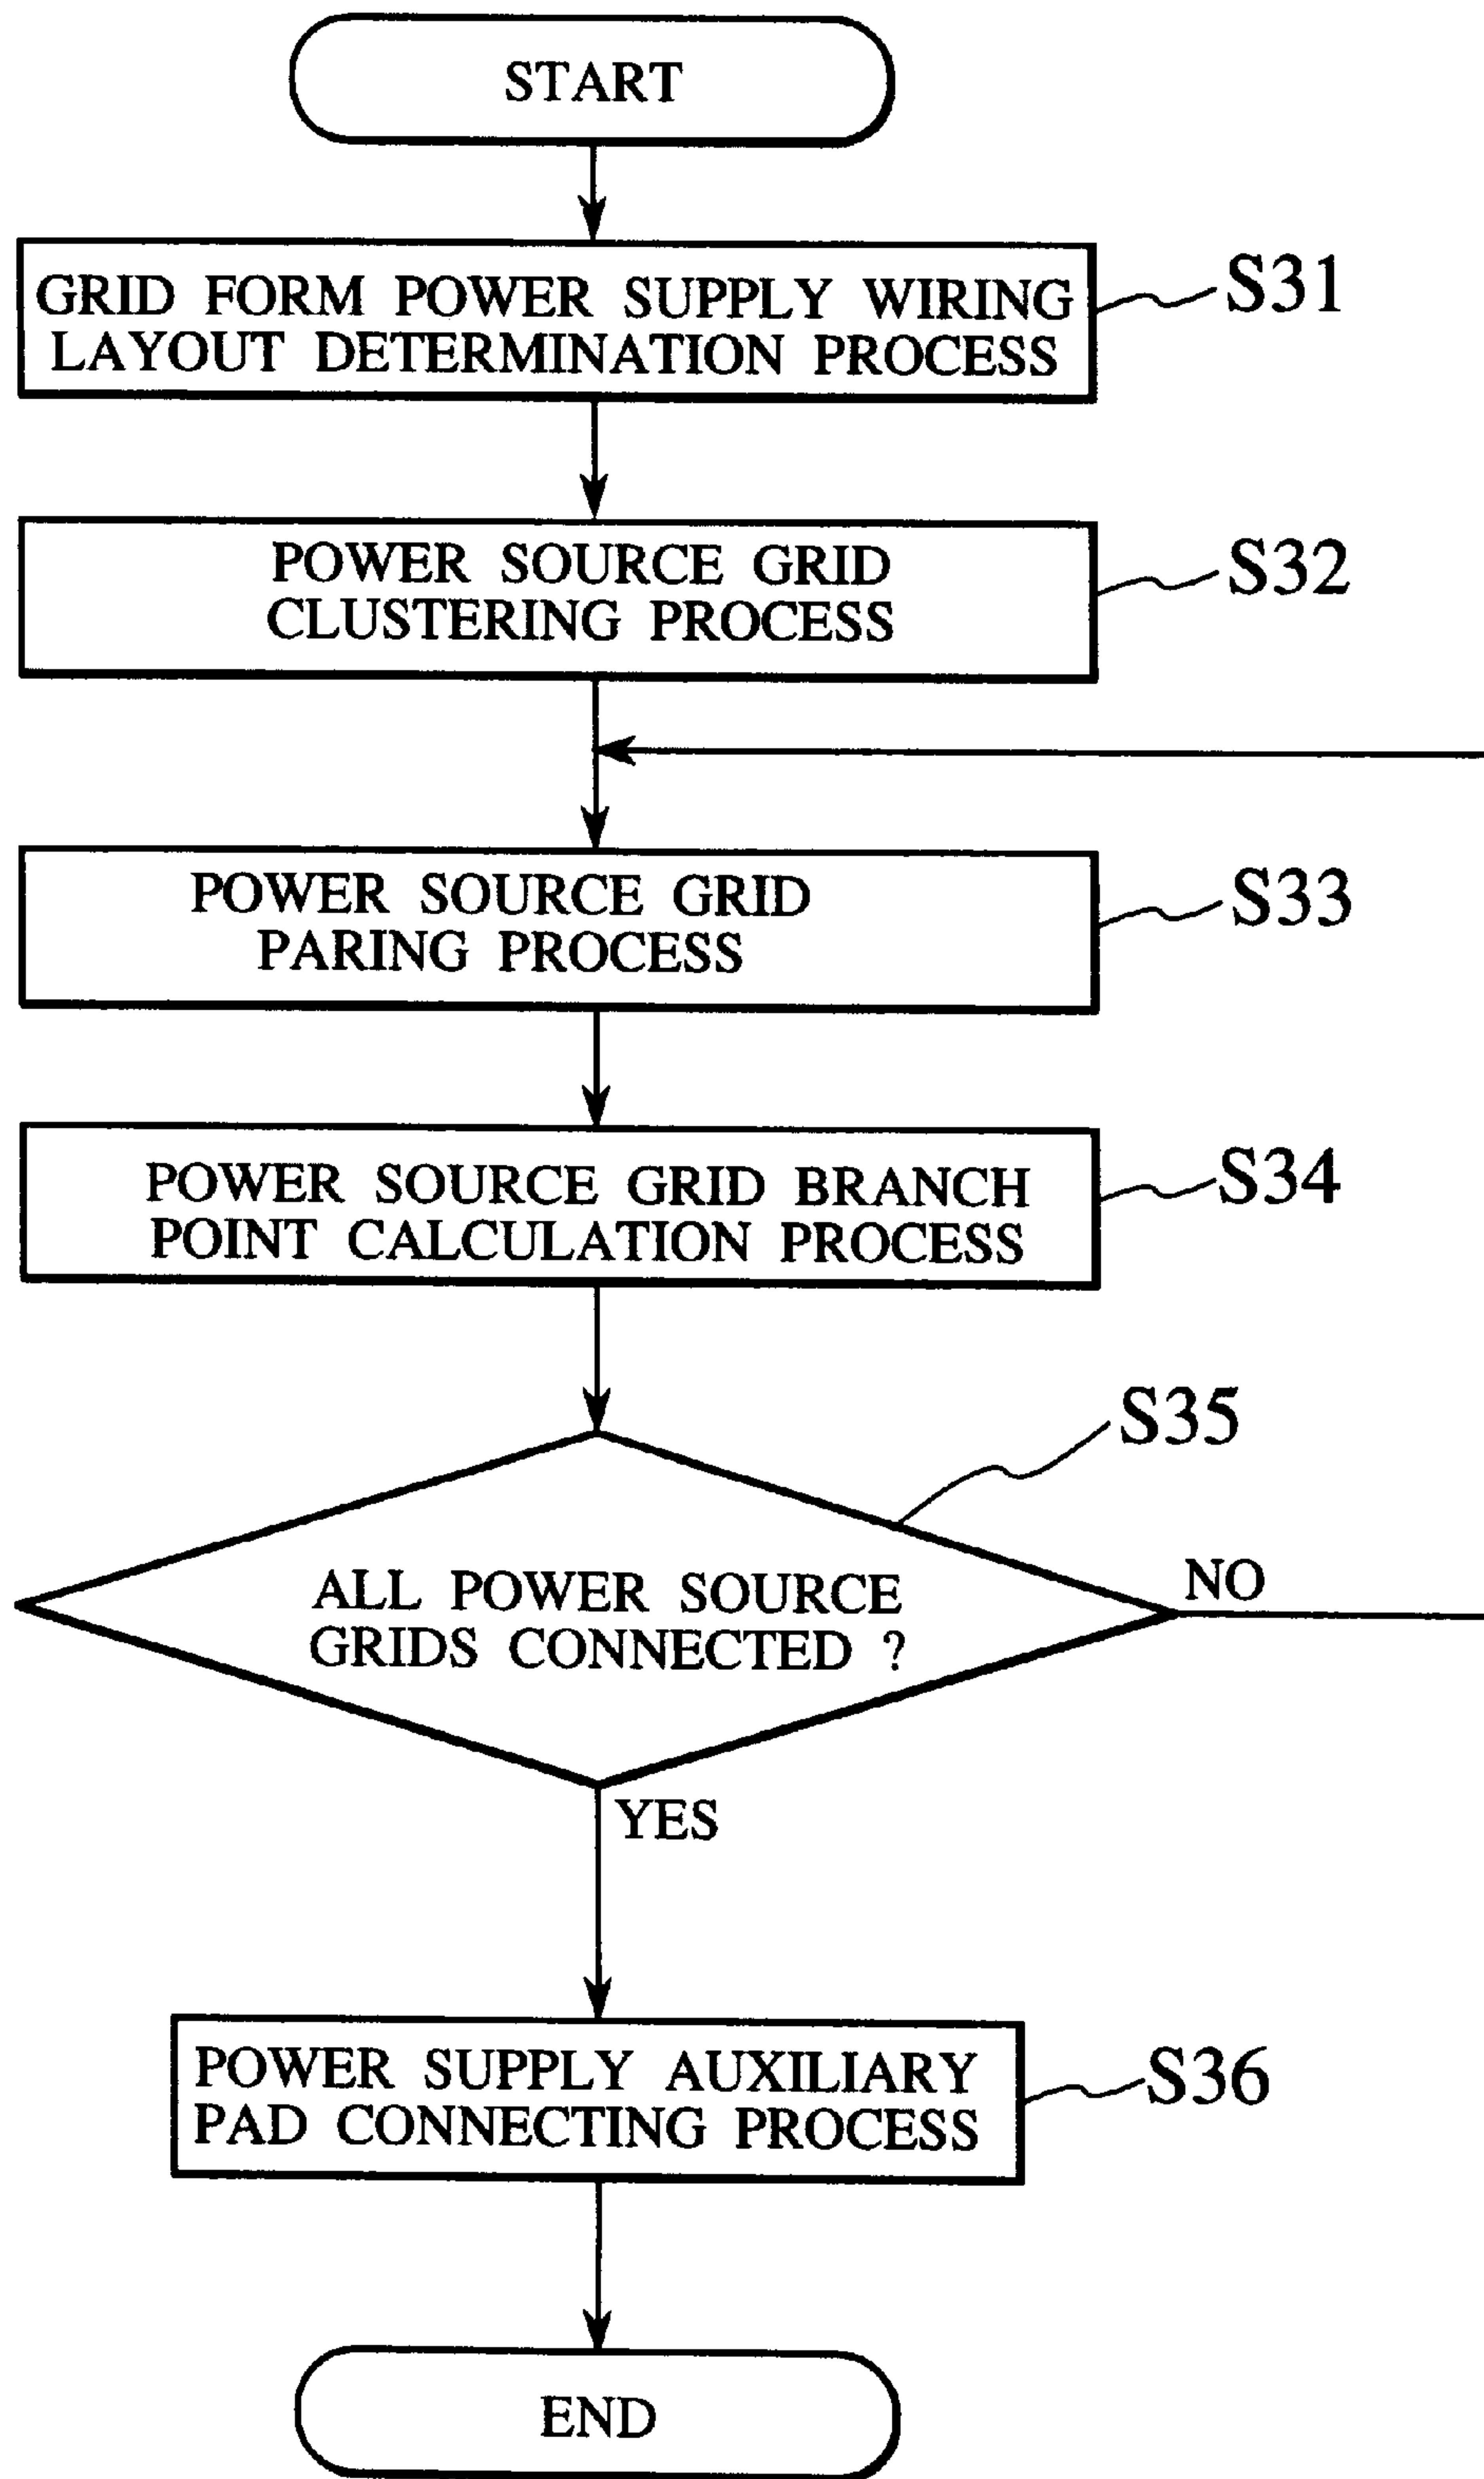 START
GRID FORM POWER SUPPLY WIRING
LAYOUT DETERMINATION PROCESS
S31
POWER SOURCE GRID
CLUSTERING PROCESS
S32
POWER SOURCE GRID
PARING PROCESS
S33
POWER SOURCE GRID BRANCH
POINT CALCULATION PROCESS
S34
S35
ALL POWER SOURCE
GRIDS CONNECTED ?
NO
YES
POWER SUPPLY AUXILIARY
PAD CONNECTING PROCESS
S36
END